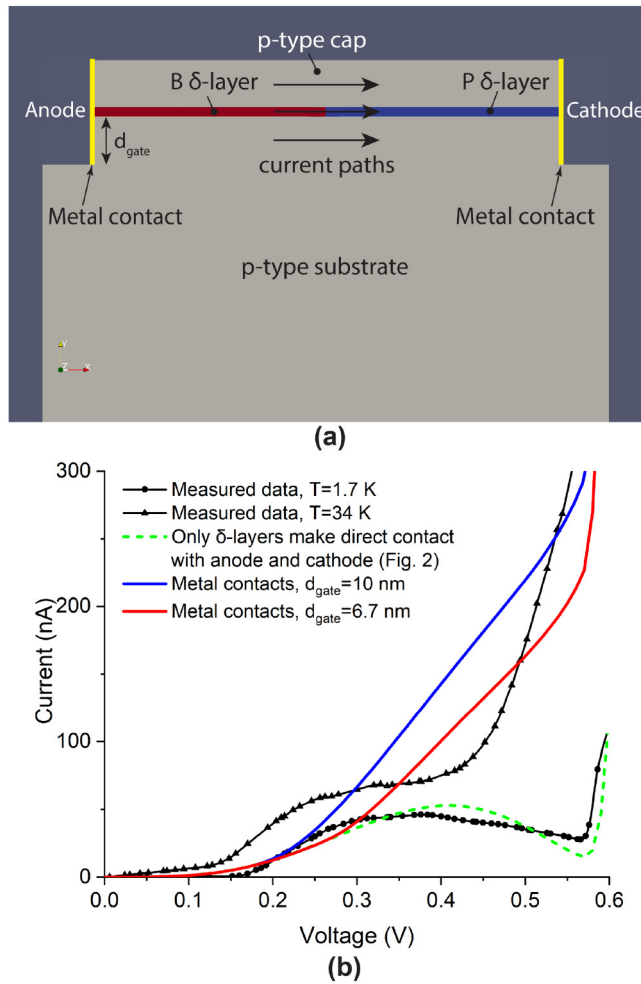 p-type cap
B δ-layer
P δ-layer
Anode
Cathode
d_gate
current paths
Metal contact
Metal contact
p-type substrate
Y
Z
X
(a)
300
200
100
0
Current (nA)
Measured data, T=1.7 K
Measured data, T=34 K
Only δ-layers make direct contact
with anode and cathode (Fig. 2)
Metal contacts, d_gate=10 nm
Metal contacts, d_gate=6.7 nm
0.0 0.1 0.2 0.3 0.4 0.5 0.6
Voltage (V)
(b)